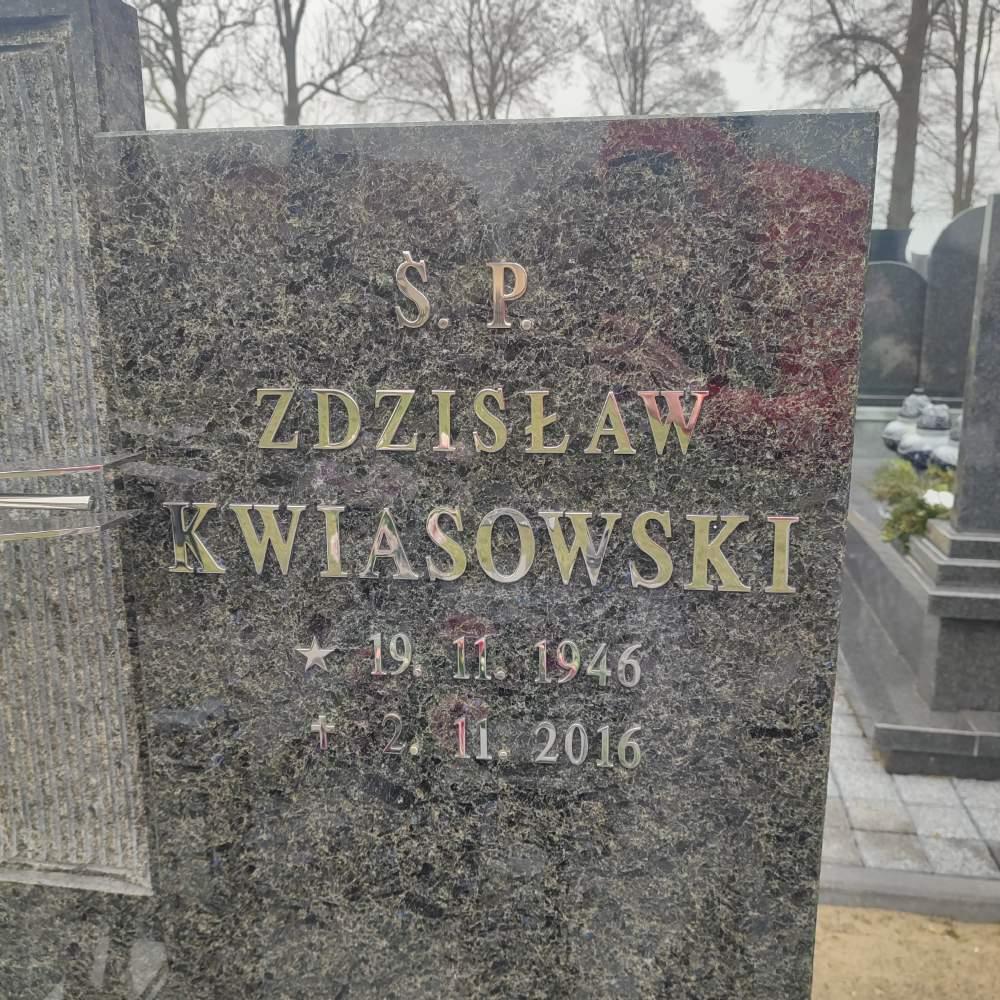 Ś. P.
ZDZISŁAW
KWIASOWSKI
★ 19. 11. 1946
† 2. 11. 2016